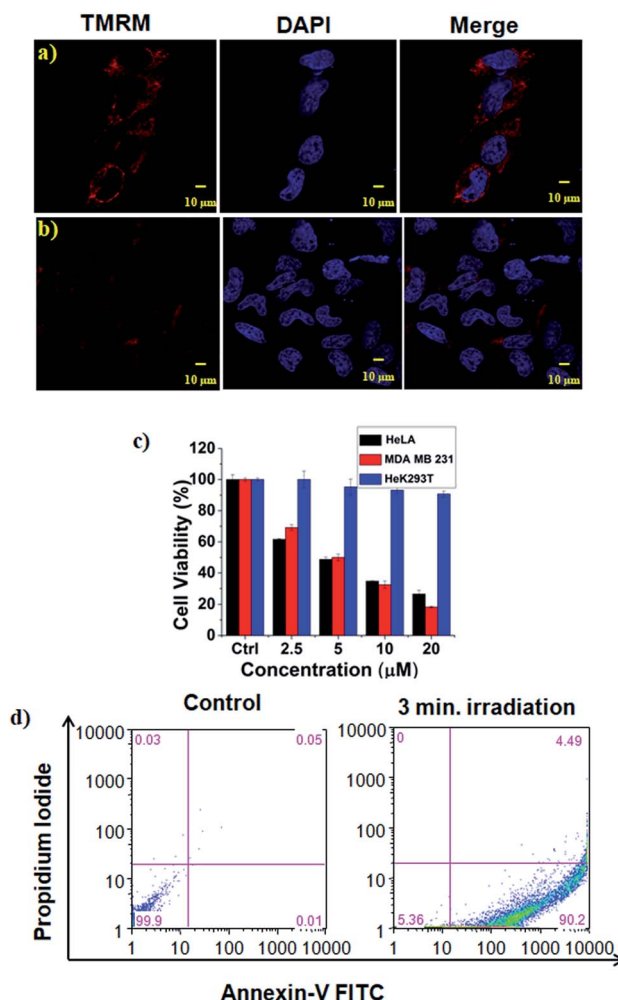 TMRM DAPI Merge
a)
10 µm 10 µm 10 µm
b)
10 µm 10 µm 10 µm
c)
HeLA
MDA MB 231
HeK293T
Cell Viability (%)
120
100
80
60
40
20
0
Ctrl 2.5 5 10 20
Concentration (µM)
d)
Control 3 min. irradiation
Propidium Iodide
10000
1000
100
10
1
0.03 0.05
99.9 0.01
1 10 100 1000 10000
10000
1000
100
10
1
0 4.49
5.36 90.2
1 10 100 1000 10000
Annexin-V FITC